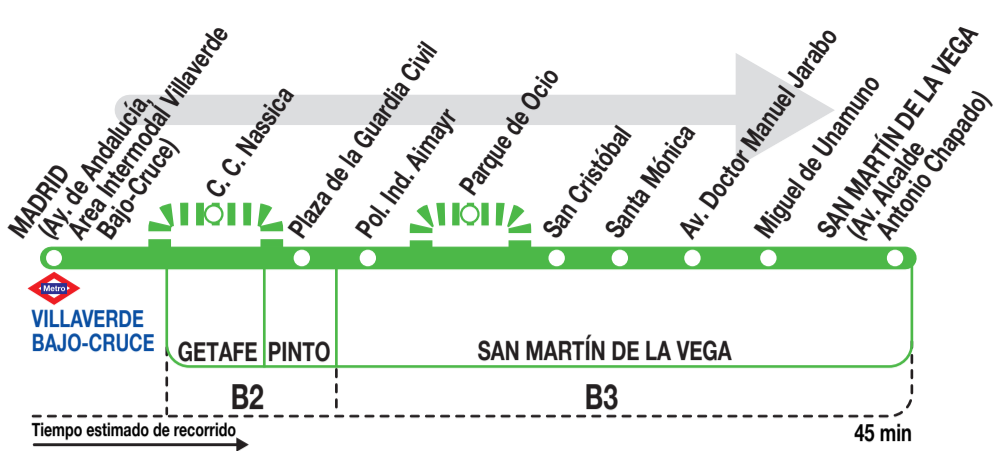 MADRID
(Av. de Andalucía,
Área Intermodal Villaverde
Bajo-Cruce)
C. C. Nassica
Plaza de la Guardia Civil
Pol. Ind. Aimayr
Parque de Ocio
San Cristóbal
Santa Mónica
Av. Doctor Manuel Jarabo
Miguel de Unamuno
SAN MARTÍN DE LA VEGA
(Av. Alcalde
Antonio Chapado)
Metro
VILLAVERDE
BAJO-CRUCE
GETAFE
PINTO
SAN MARTÍN DE LA VEGA
B2
B3
Tiempo estimado de recorrido
45 min